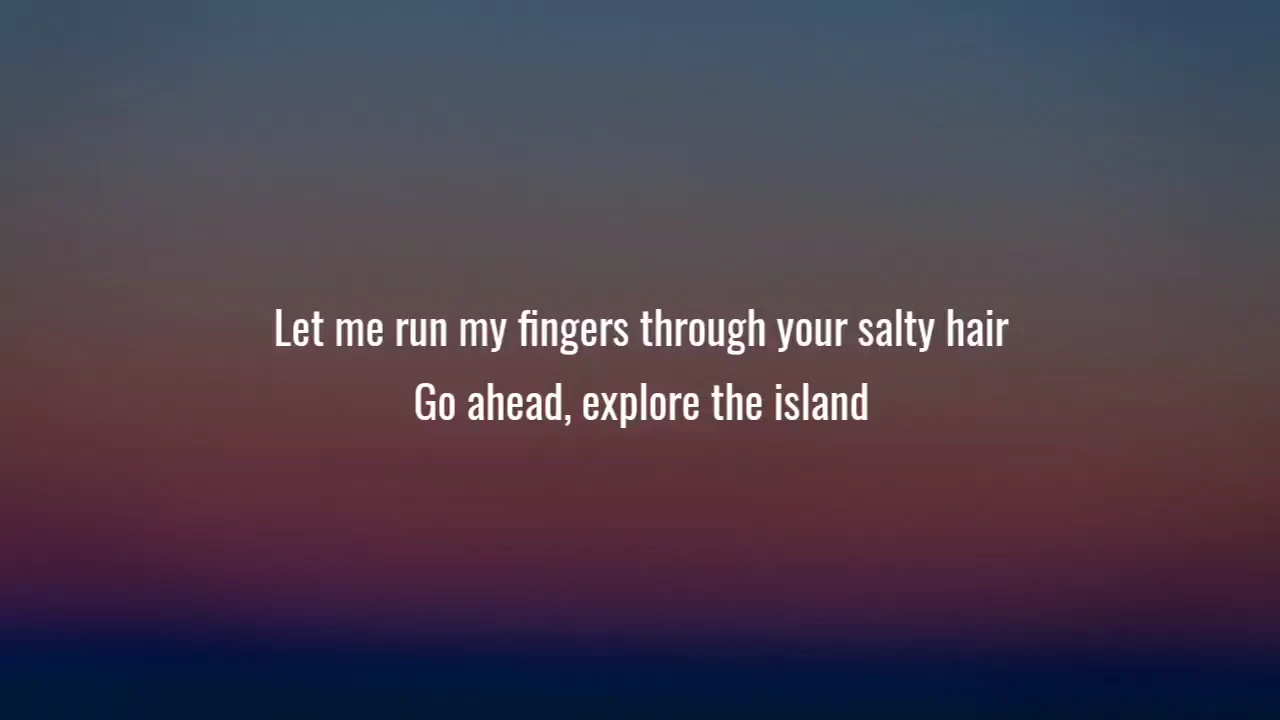 Let me run my fingers through your salty hair
Go ahead, explore the island